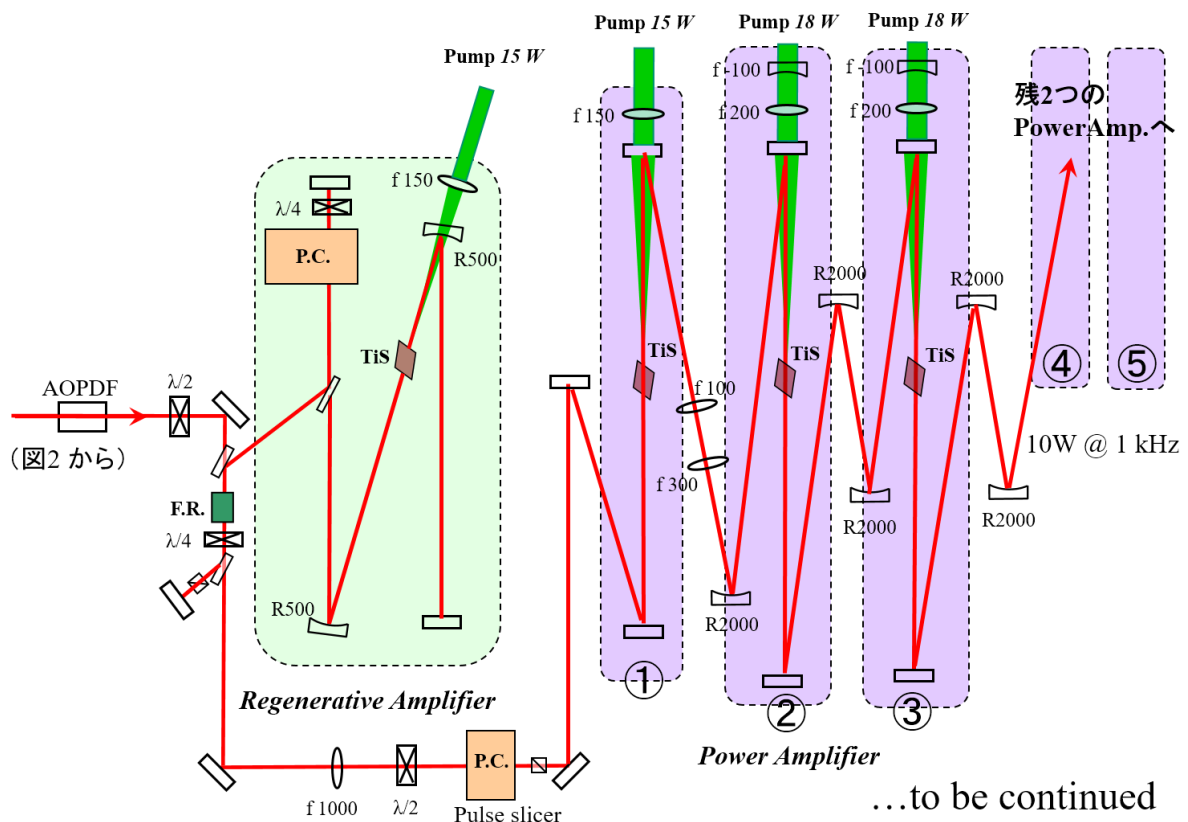 Pump 15 W
Pump 15 W
Pump 18 W
Pump 18 W
f 150
λ/4
P.C.
R500
TiS
R500
Regenerative Amplifier
AOPDF
λ/2
(図2 から)
F.R.
λ/4
f 1000
λ/2
P.C.
Pulse slicer
f 150
TiS
①
f 100
f 300
f -100
f 200
TiS
R2000
②
R2000
f -100
f 200
TiS
R2000
③
R2000
R2000
Power Amplifier
残2つの
PowerAmp.へ
④
⑤
10W @ 1 kHz
…to be continued